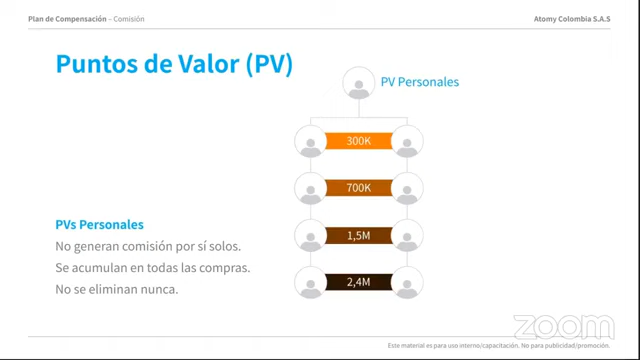 Plan de Compensación – Comisión
Atomy Colombia S.A.S
Puntos de Valor (PV)
PV Personales
300K
700K
1,5M
2,4M
PVs Personales
No generan comisión por sí solos.
Se acumulan en todas las compras.
No se eliminan nunca.
zoom
Este material es para uso interno/capacitación. No para publicidad/promoción.